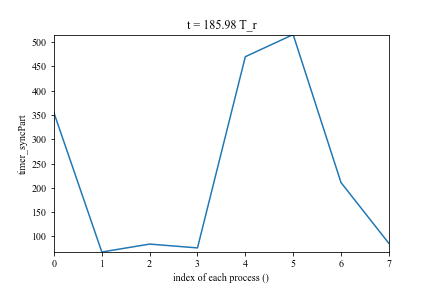 t = 185.98 T_r
500
450
400
350
300
250
200
150
100
timer_syncPart
0 1 2 3 4 5 6 7
index of each process ()